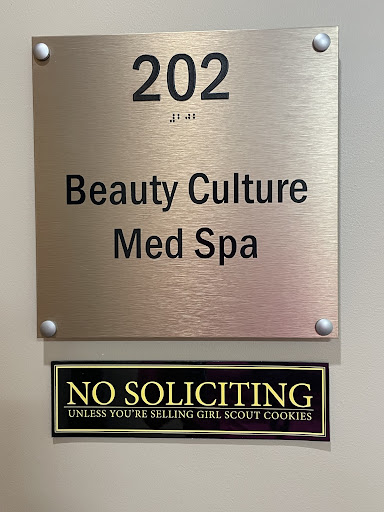 202
Beauty Culture
Med Spa
NO SOLICITING
UNLESS YOU'RE SELLING GIRL SCOUT COOKIES